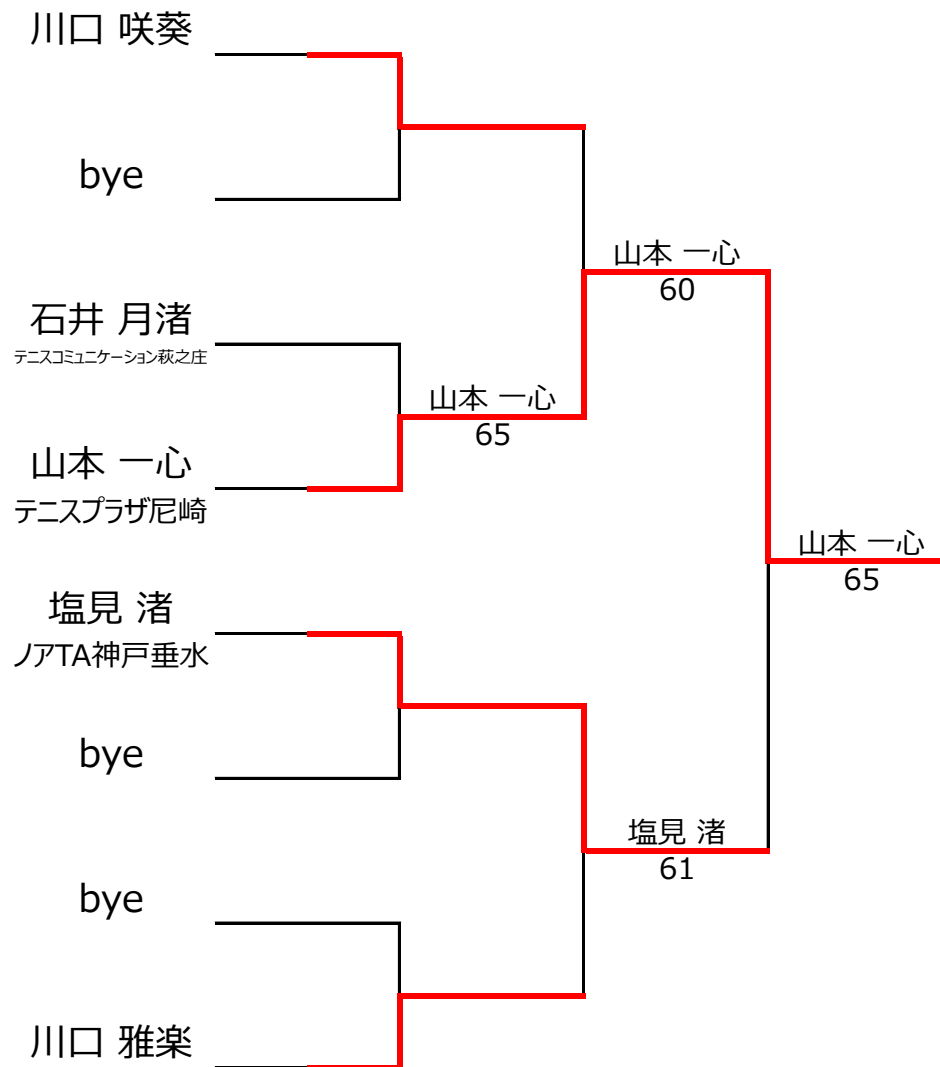 川口 咲葵
bye
石井 月渚
テニスコミュニケーション萩之庄
山本 一心
テニスプラザ尼崎
塩見 渚
ノアTA神戸垂水
bye
bye
川口 雅楽
山本 一心
65
山本 一心
60
塩見 渚
61
山本 一心
65